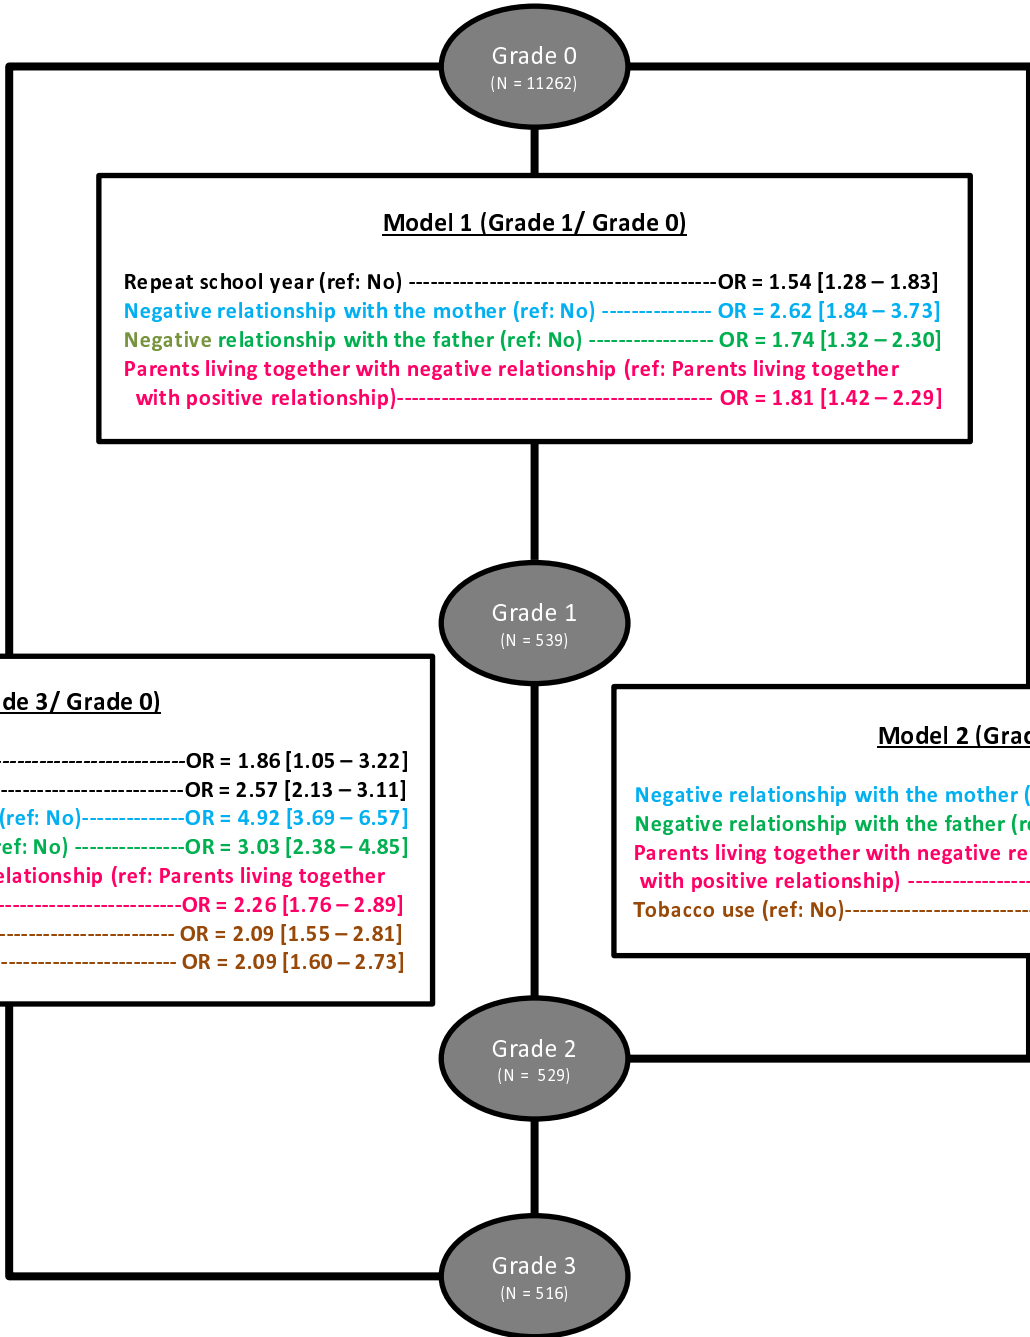 Grade 0
(N = 11262)
Model 1 (Grade 1/ Grade 0)
Repeat school year (ref: No) -------------------------------------------OR = 1.54 [1.28 – 1.83]
Negative relationship with the mother (ref: No) --------------- OR = 2.62 [1.84 – 3.73]
Negative relationship with the father (ref: No) ----------------- OR = 1.74 [1.32 – 2.30]
Parents living together with negative relationship (ref: Parents living together
with positive relationship)-------------------------------------------- OR = 1.81 [1.42 – 2.29]
Grade 1
(N = 539)
de 3/ Grade 0)
--------------------------OR = 1.86 [1.05 – 3.22]
--------------------------OR = 2.57 [2.13 – 3.11]
(ref: No)--------------OR = 4.92 [3.69 – 6.57]
ref: No) ---------------OR = 3.03 [2.38 – 4.85]
elationship (ref: Parents living together
-------------------------OR = 2.26 [1.76 – 2.89]
------------------------ OR = 2.09 [1.55 – 2.81]
------------------------ OR = 2.09 [1.60 – 2.73]
Model 2 (Grad
Negative relationship with the mother (
Negative relationship with the father (re
Parents living together with negative re
with positive relationship) -----------------
Tobacco use (ref: No)--------------------------
Grade 2
(N = 529)
Grade 3
(N = 516)